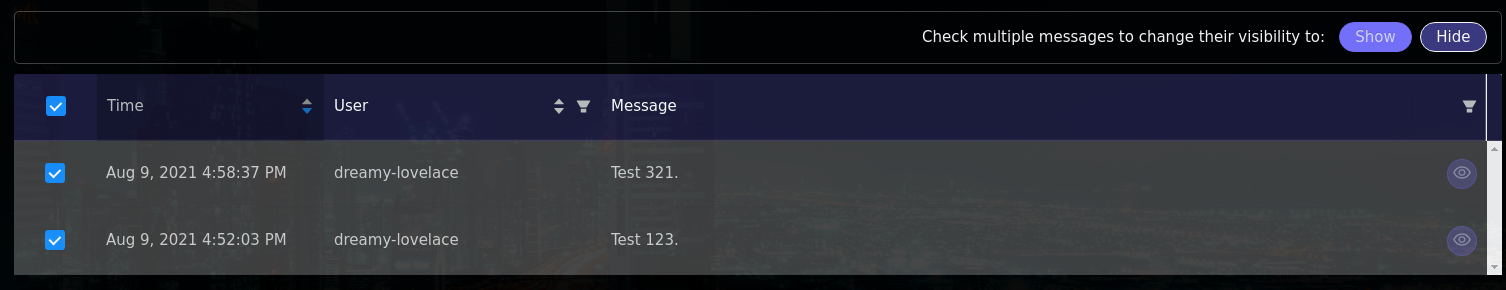 Check multiple messages to change their visibility to: Show Hide
Time User Message
Aug 9, 2021 4:58:37 PM dreamy-lovelace Test 321.
Aug 9, 2021 4:52:03 PM dreamy-lovelace Test 123.